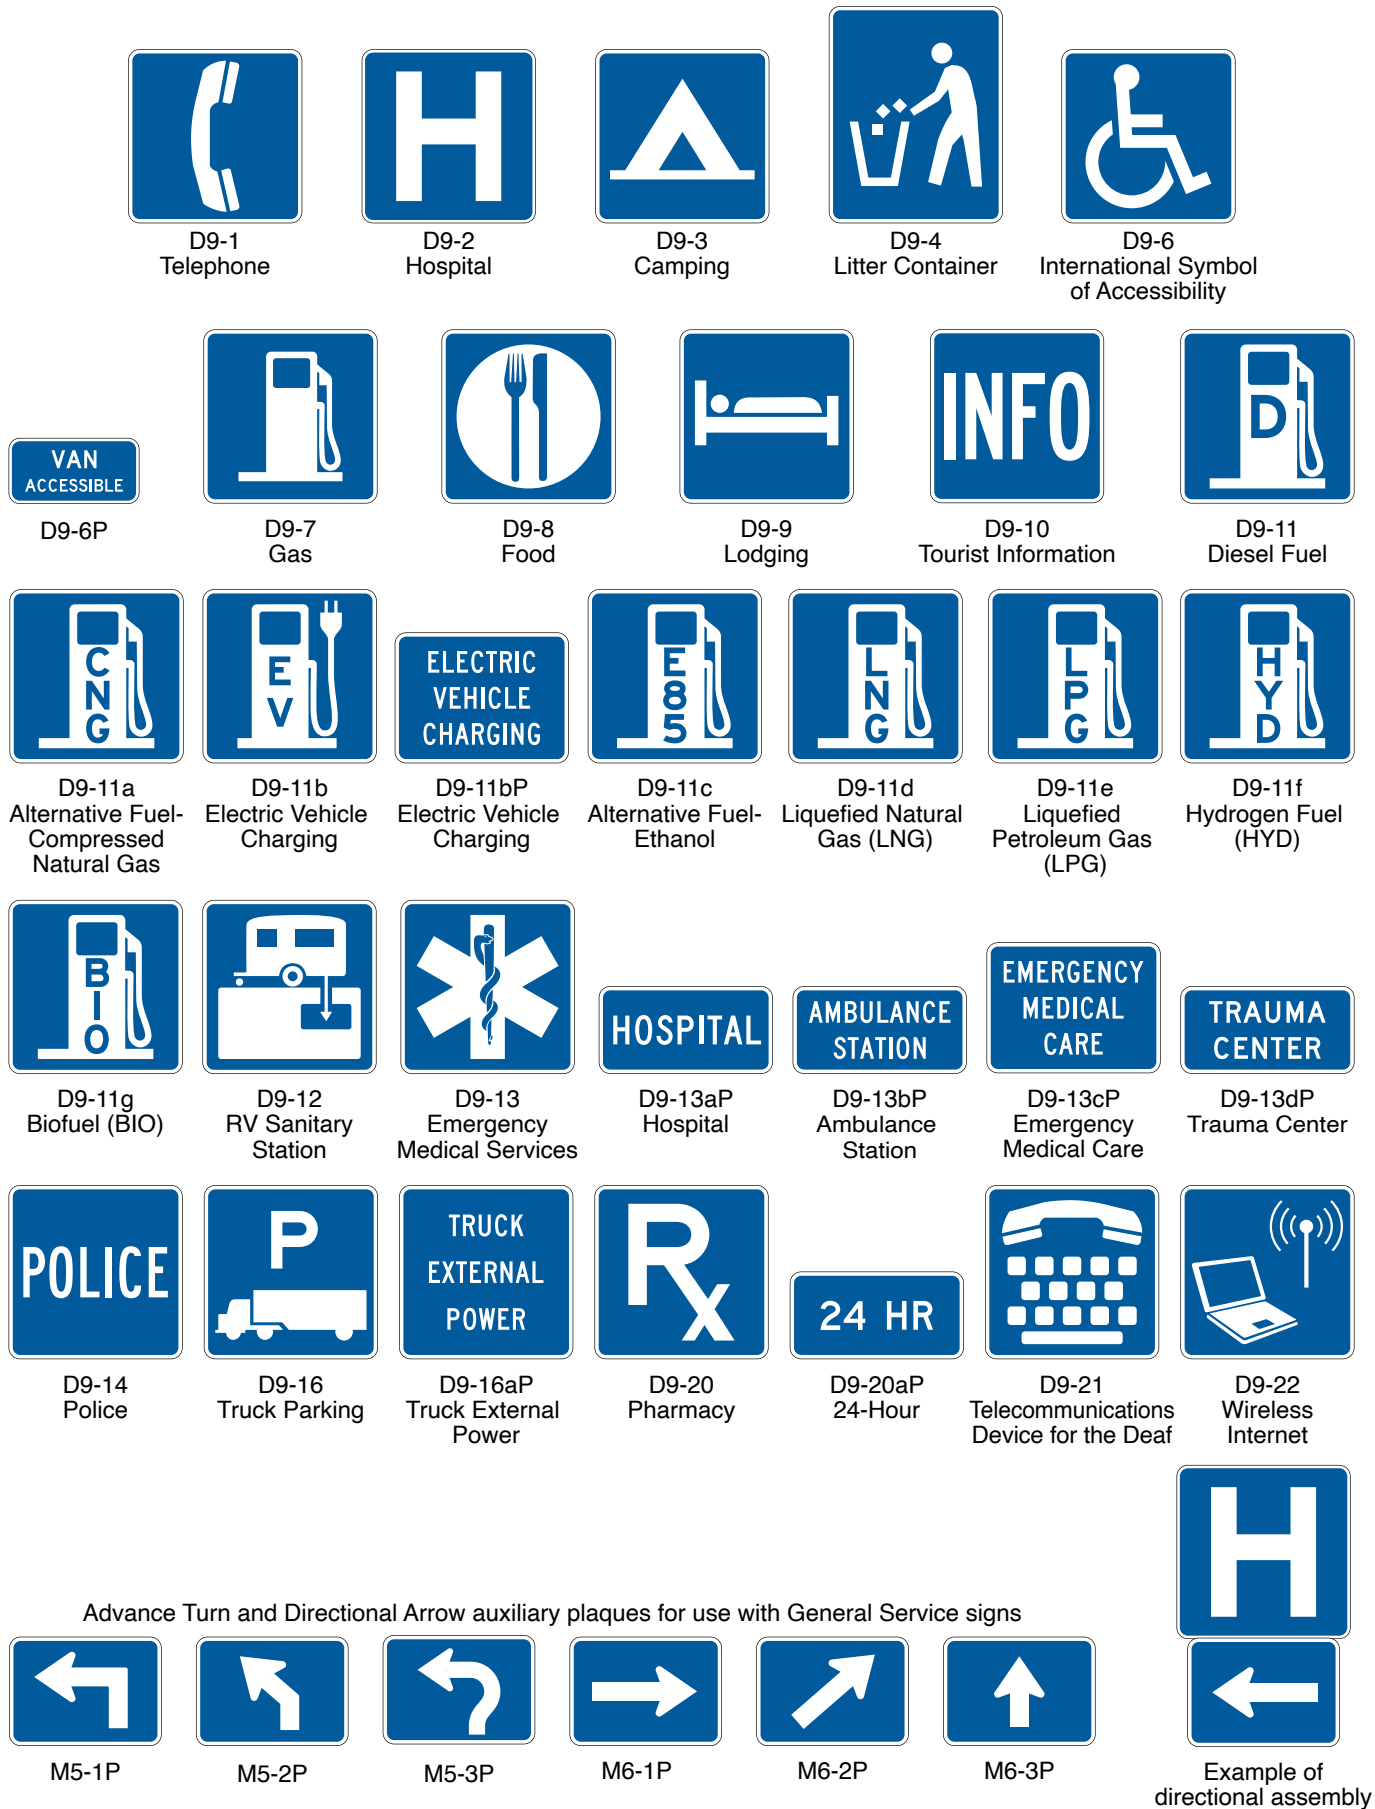 H
D9-1
Telephone
D9-2
Hospital
D9-3
Camping
D9-4
Litter Container
D9-6
International Symbol
of Accessibility
VAN
ACCESSIBLE
INFO
D
D9-6P
D9-7
Gas
D9-8
Food
D9-9
Lodging
D9-10
Tourist Information
D9-11
Diesel Fuel
CNG
EV
ELECTRIC
VEHICLE
CHARGING
E85
LNG
LPG
HYD
D9-11a
Alternative Fuel-
Compressed
Natural Gas
D9-11b
Electric Vehicle
Charging
D9-11bP
Electric Vehicle
Charging
D9-11c
Alternative Fuel-
Ethanol
D9-11d
Liquefied Natural
Gas (LNG)
D9-11e
Liquefied
Petroleum Gas
(LPG)
D9-11f
Hydrogen Fuel
(HYD)
BIO
HOSPITAL
AMBULANCE
STATION
EMERGENCY
MEDICAL
CARE
TRAUMA
CENTER
D9-11g
Biofuel (BIO)
D9-12
RV Sanitary
Station
D9-13
Emergency
Medical Services
D9-13aP
Hospital
D9-13bP
Ambulance
Station
D9-13cP
Emergency
Medical Care
D9-13dP
Trauma Center
POLICE
P
TRUCK
EXTERNAL
POWER
Rx
24 HR
D9-14
Police
D9-16
Truck Parking
D9-16aP
Truck External
Power
D9-20
Pharmacy
D9-20aP
24-Hour
D9-21
Telecommunications
Device for the Deaf
D9-22
Wireless
Internet
H
Advance Turn and Directional Arrow auxiliary plaques for use with General Service signs
M5-1P
M5-2P
M5-3P
M6-1P
M6-2P
M6-3P
Example of
directional assembly